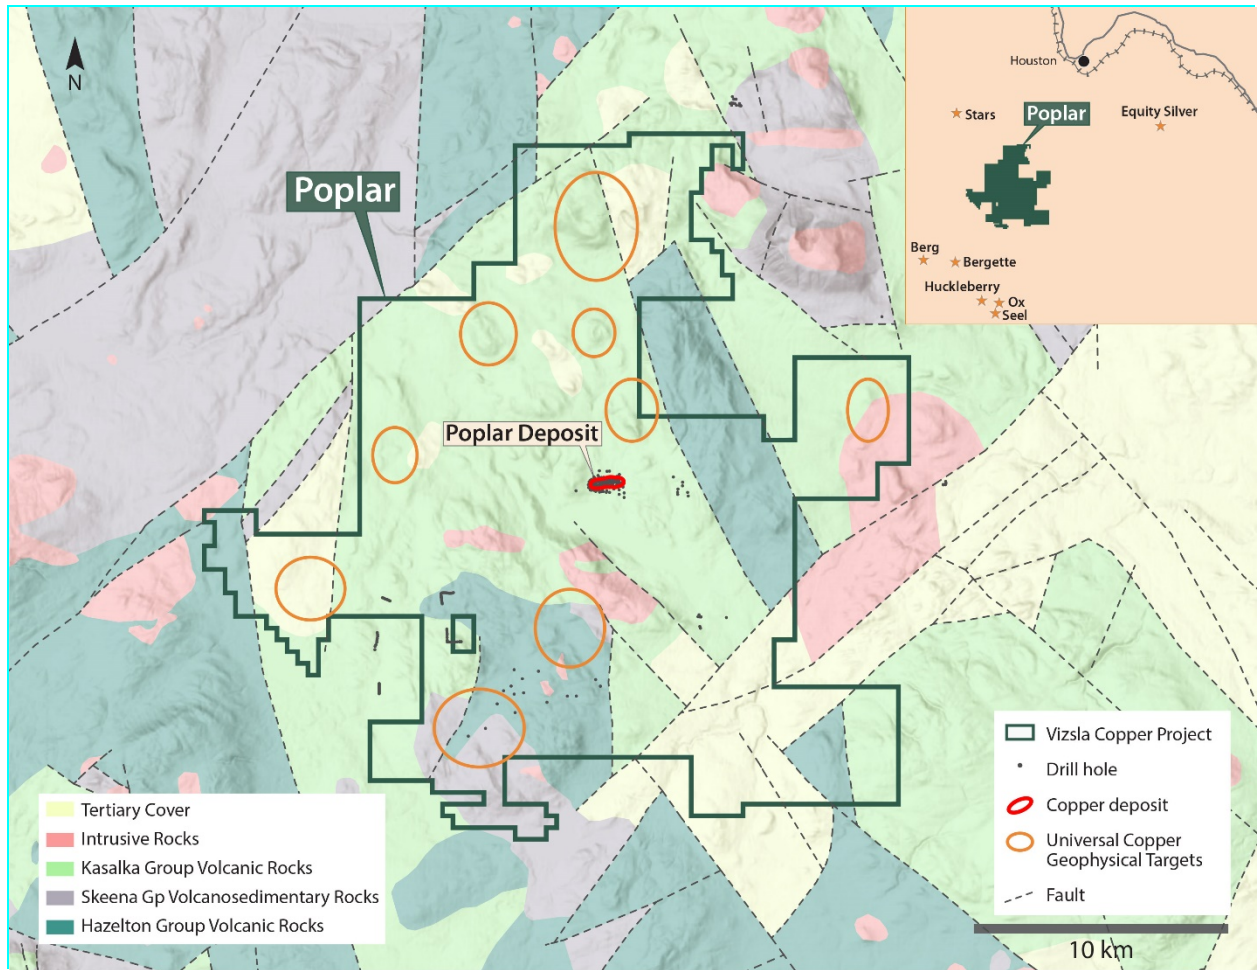 N
Poplar
Poplar Deposit
Houston
Stars
Poplar
Equity Silver
Berg
Bergette
Huckleberry
Ox
Seel
Tertiary Cover
Intrusive Rocks
Kasalka Group Volcanic Rocks
Skeena Gp Volcanosedimentary Rocks
Hazelton Group Volcanic Rocks
Vizsla Copper Project
Drill hole
Copper deposit
Universal Copper
Geophysical Targets
Fault
10 km